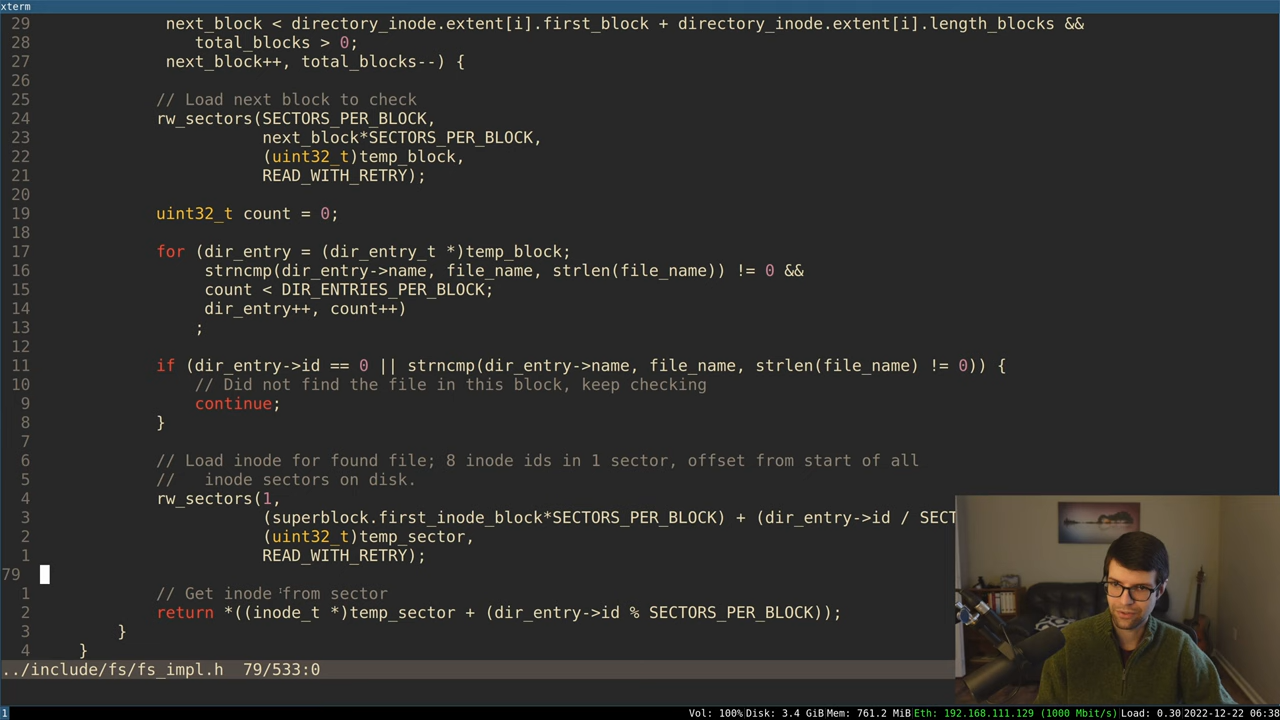 xterm
29 next_block < directory_inode.extent[i].first_block + directory_inode.extent[i].length_blocks &&
28 total_blocks > 0;
27 next_block++, total_blocks--) {
26
25 // Load next block to check
24 rw_sectors(SECTORS_PER_BLOCK,
23 next_block*SECTORS_PER_BLOCK,
22 (uint32_t)temp_block,
21 READ_WITH_RETRY);
20
19 uint32_t count = 0;
18
17 for (dir_entry = (dir_entry_t *)temp_block;
16 strncmp(dir_entry->name, file_name, strlen(file_name)) != 0 &&
15 count < DIR_ENTRIES_PER_BLOCK;
14 dir_entry++, count++)
13 ;
12
11 if (dir_entry->id == 0 || strncmp(dir_entry->name, file_name, strlen(file_name) != 0)) {
10 // Did not find the file in this block, keep checking
9 continue;
8 }
7
6 // Load inode for found file; 8 inode ids in 1 sector, offset from start of all
5 // inode sectors on disk.
4 rw_sectors(1,
3 (superblock.first_inode_block*SECTORS_PER_BLOCK) + (dir_entry->id / SECT
2 (uint32_t)temp_sector,
1 READ_WITH_RETRY);
79
1 // Get inode from sector
2 return *((inode_t *)temp_sector + (dir_entry->id % SECTORS_PER_BLOCK));
3 }
4 }
../include/fs/fs_impl.h 79/533:0
1 Vol: 100% Disk: 3.4 GiB Mem: 761.2 MiB Eth: 192.168.111.129 (1000 Mbit/s) Load: 0.30 2022-12-22 06:38